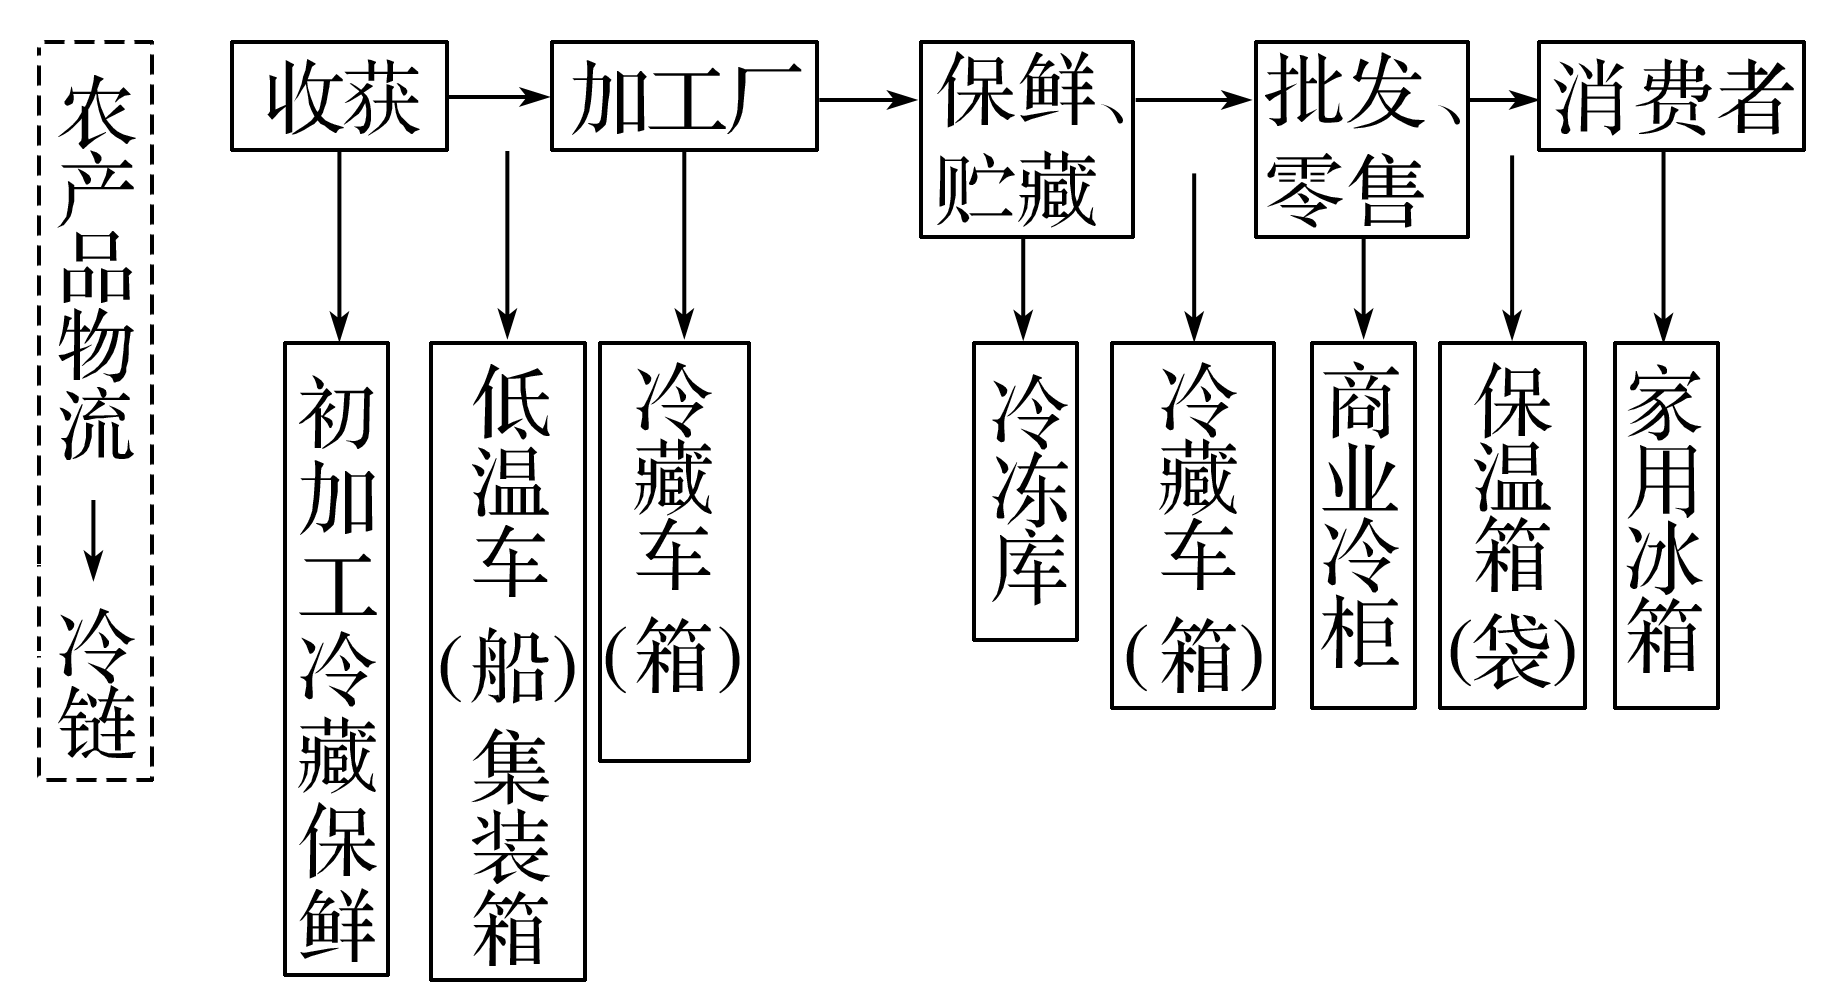 农产品物流
冷链
收获
加工厂
保鲜、
贮藏
批发、
零售
消费者
初加工冷藏保鲜
低温车(船)集装箱
冷藏车(箱)
冷冻库
冷藏车(箱)
商业冷柜
保温箱(袋)
家用冰箱